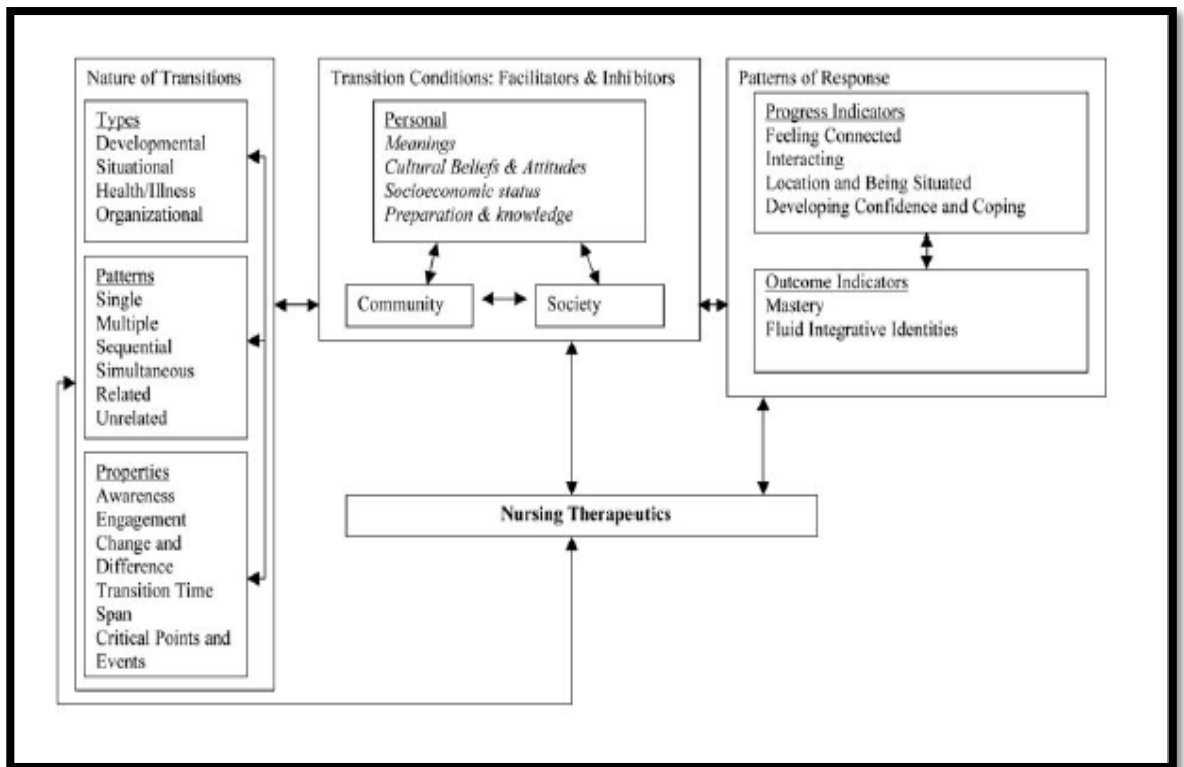 Nature of Transitions
Types
Developmental
Situational
Health/Illness
Organizational
Patterns
Single
Multiple
Sequential
Simultaneous
Related
Unrelated
Properties
Awareness
Engagement
Change and
Difference
Transition Time
Span
Critical Points and
Events
Transition Conditions: Facilitators & Inhibitors
Personal
Meanings
Cultural Beliefs & Attitudes
Socioeconomic status
Preparation & knowledge
Community
Society
Patterns of Response
Progress Indicators
Feeling Connected
Interacting
Location and Being Situated
Developing Confidence and Coping
Outcome Indicators
Mastery
Fluid Integrative Identities
Nursing Therapeutics